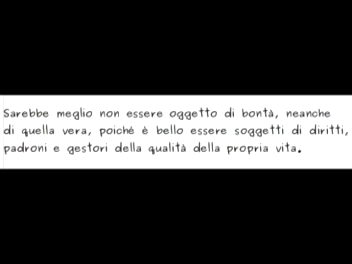 Sarebbe meglio non essere oggetto di bontà, neanche
di quella vera, poiché è bello essere soggetti di diritti,
padroni e gestori della qualità della propria vita.